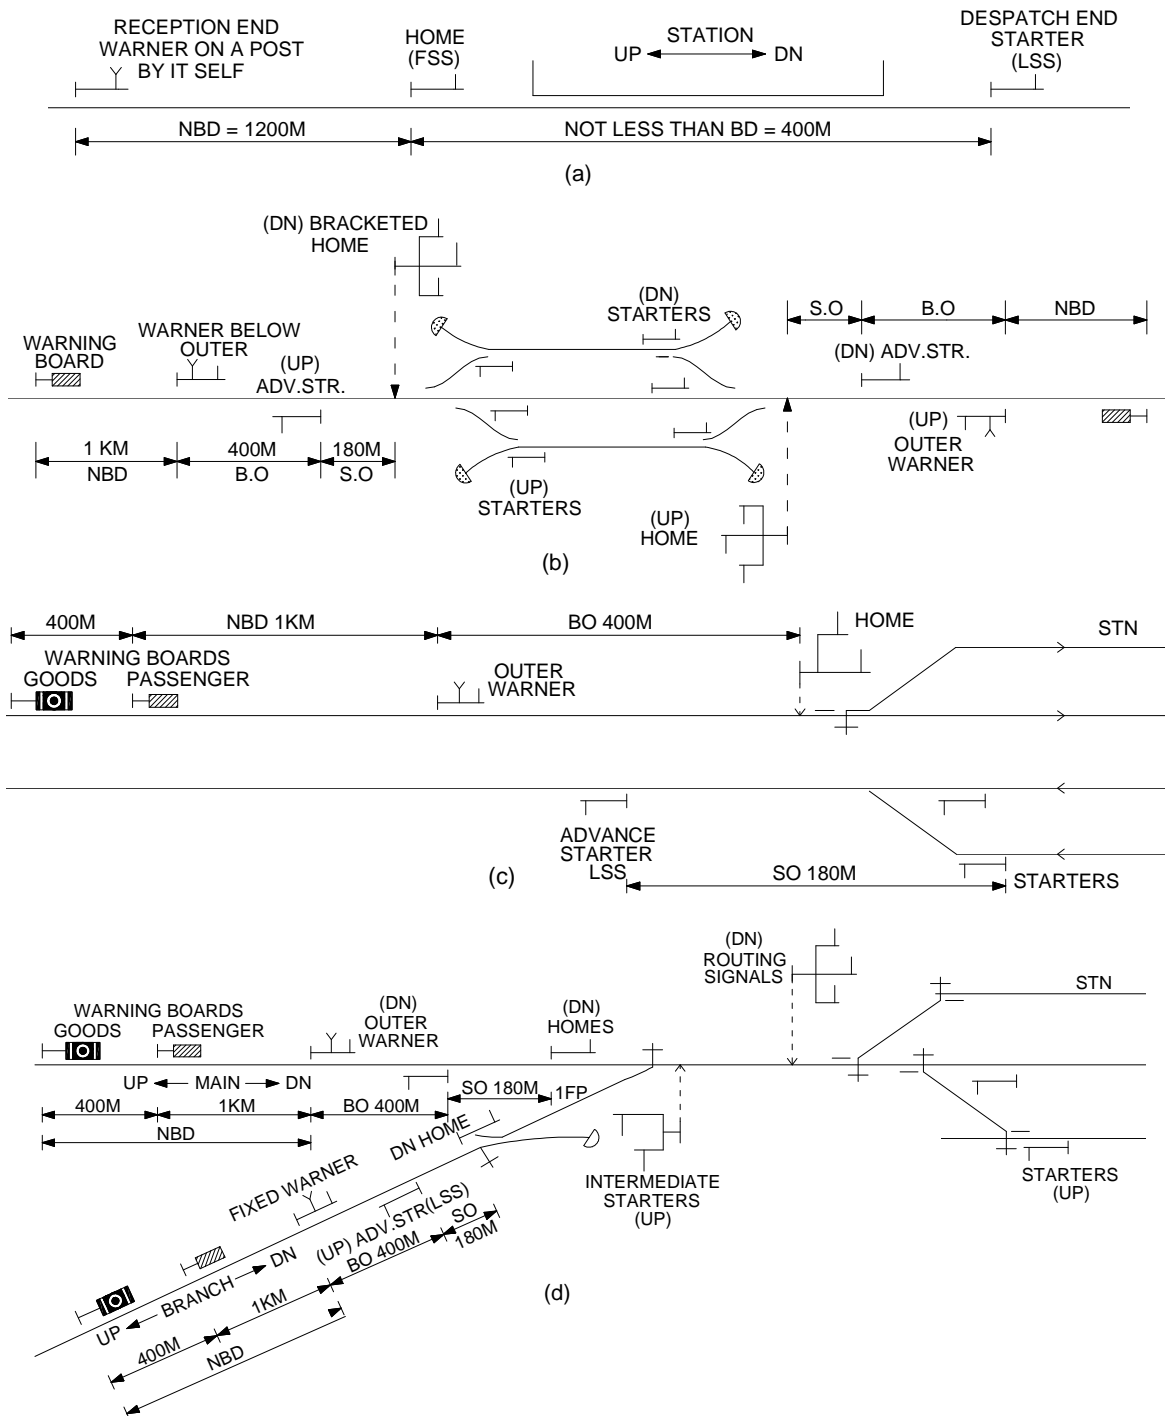 RECEPTION END
WARNER ON A POST
BY IT SELF
HOME
(FSS)
STATION
UP DN
DESPATCH END
STARTER
(LSS)
NBD = 1200M
NOT LESS THAN BD = 400M
(a)
(DN) BRACKETED
HOME
(DN)
STARTERS
S.O
B.O
NBD
WARNING
BOARD
WARNER BELOW
OUTER
(UP)
ADV.STR.
(DN) ADV.STR.
1 KM
NBD
400M
B.O
180M
S.O
(UP)
STARTERS
(UP)
HOME
(UP)
OUTER
WARNER
(b)
400M
NBD 1KM
BO 400M
HOME
STN
WARNING BOARDS
GOODS PASSENGER
OUTER
WARNER
ADVANCE
STARTER
LSS
SO 180M
STARTERS
(c)
(DN)
ROUTING
SIGNALS
STN
WARNING BOARDS
GOODS PASSENGER
(DN)
OUTER
WARNER
(DN)
HOMES
UP MAIN DN
400M
1KM
BO 400M
SO 180M
1FP
NBD
DN HOME
FIXED WARNER
INTERMEDIATE
STARTERS
(UP)
STARTERS
(UP)
(UP) ADV.STR(LSS)
BO 400M
SO
180M
UP BRANCH DN
1KM
400M
NBD
(d)